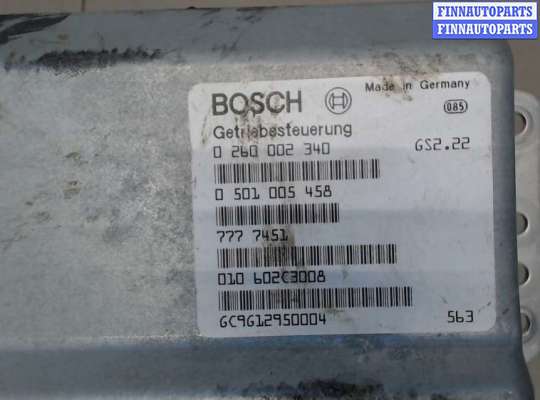 FINNAUTOPARTS
FINNAUTOPARTS
Made in Germany
BOSCH
085
Getriebesteuerung
0 260 002 340 GS2.22
0 501 005 458
777 7451
010 602C3008
GC9G12950004 563